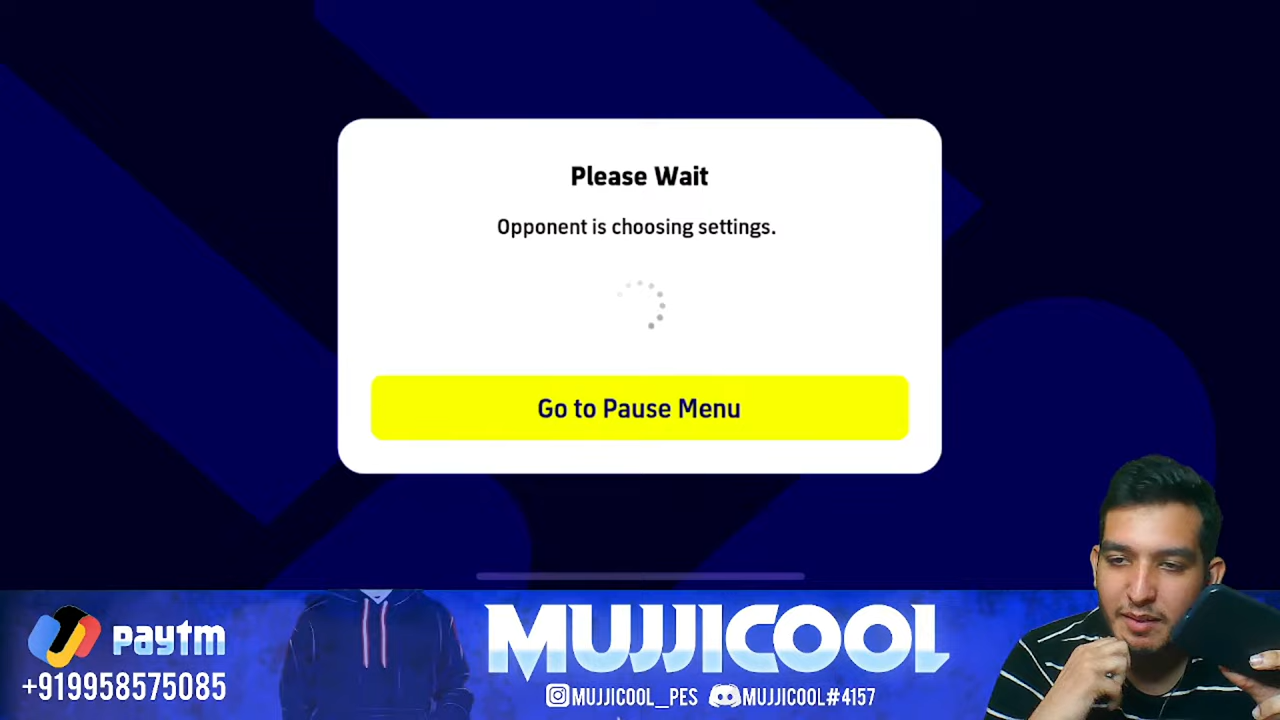 Please Wait
Opponent is choosing settings.
Go to Pause Menu
paytm
+919958575085
MUJJICOOL
MUJJICOOL_PES MUJJICOOL#4157